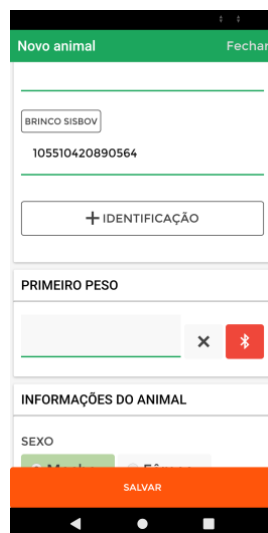 Novo animal Fechar
BRINCO SISBOV
105510420890564
+ IDENTIFICAÇÃO
PRIMEIRO PESO
INFORMAÇÕES DO ANIMAL
SEXO
SALVAR